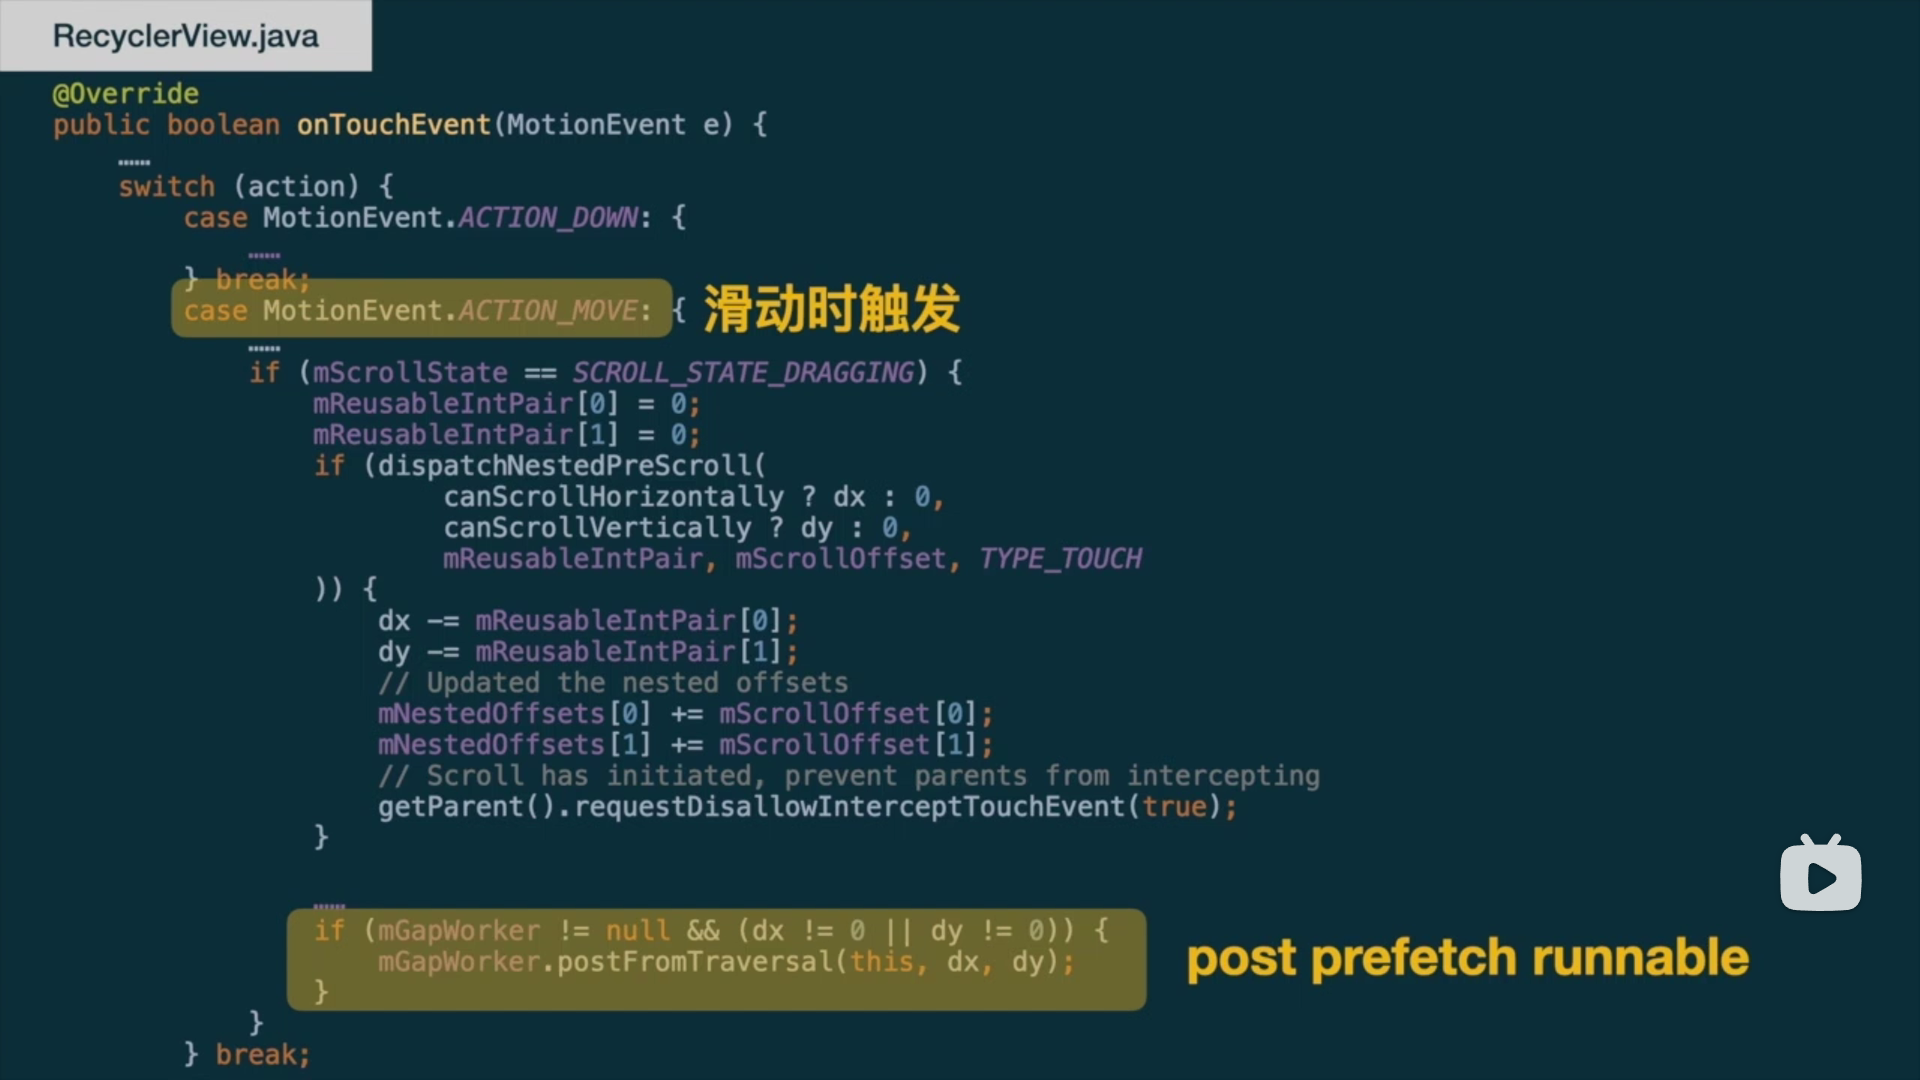 RecyclerView.java
@Override
public boolean onTouchEvent(MotionEvent e) {
……
switch (action) {
case MotionEvent.ACTION_DOWN: {
……
} break;
case MotionEvent.ACTION_MOVE: { 滑动时触发
……
if (mScrollState == SCROLL_STATE_DRAGGING) {
mReusableIntPair[0] = 0;
mReusableIntPair[1] = 0;
if (dispatchNestedPreScroll(
canScrollHorizontally ? dx : 0,
canScrollVertically ? dy : 0,
mReusableIntPair, mScrollOffset, TYPE_TOUCH
)) {
dx -= mReusableIntPair[0];
dy -= mReusableIntPair[1];
// Updated the nested offsets
mNestedOffsets[0] += mScrollOffset[0];
mNestedOffsets[1] += mScrollOffset[1];
// Scroll has initiated, prevent parents from intercepting
getParent().requestDisallowInterceptTouchEvent(true);
}
……
if (mGapWorker != null && (dx != 0 || dy != 0)) {
mGapWorker.postFromTraversal(this, dx, dy);
}
post prefetch runnable
}
} break;